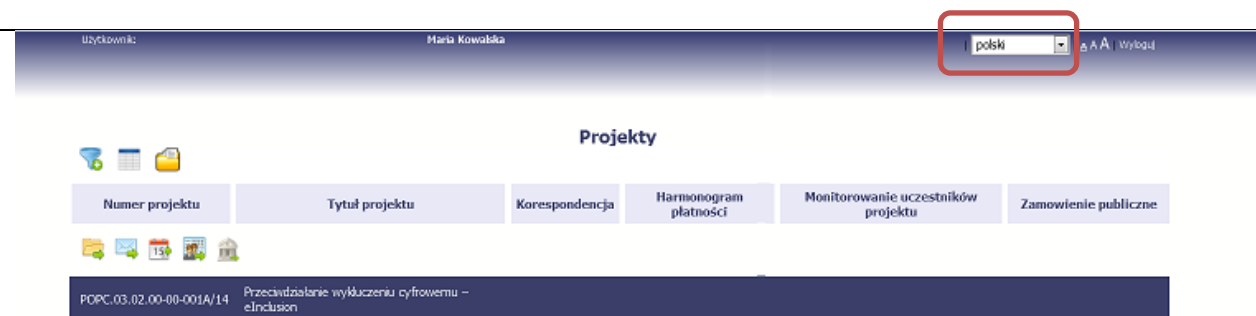 Użytkownik: Maria Kowalska | polski A A A | Wyloguj
Projekty
Numer projektu Tytuł projektu Korespondencja Harmonogram płatności Monitorowanie uczestników projektu Zamowienie publiczne
15
POPC.03.02.00-00-001A/14 Przeciwdziałanie wykluczeniu cyfrowemu –
eInclusion